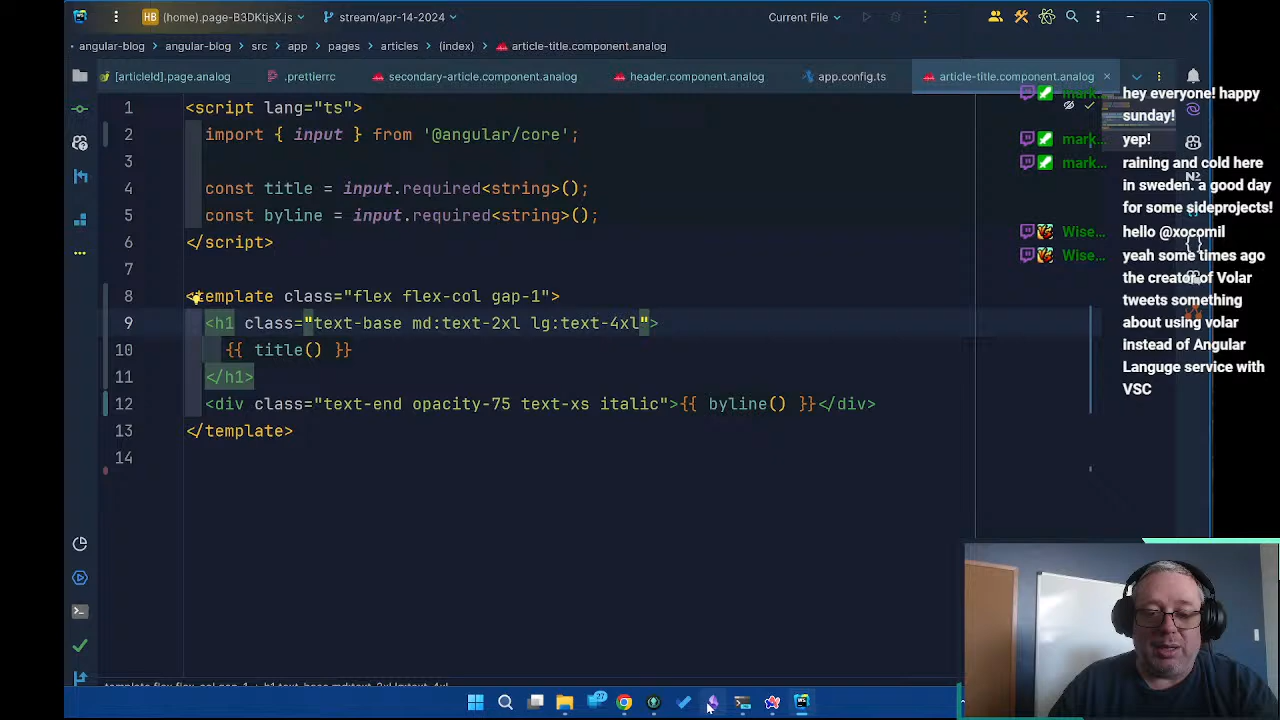 HB (home).page-B3DKtjsX.js
stream/apr-14-2024
Current File
angular-blog › angular-blog › src › app › pages › articles › (index) › article-title.component.analog
[articleId].page.analog
.prettierrc
secondary-article.component.analog
header.component.analog
app.config.ts
article-title.component.analog
1 <script lang="ts">
2 import { input } from '@angular/core';
3
4 const title = input.required<string>();
5 const byline = input.required<string>();
6 </script>
7
8 <template class="flex flex-col gap-1">
9 <h1 class="text-base md:text-2xl lg:text-4xl">
10 {{ title() }}
11 </h1>
12 <div class="text-end opacity-75 text-xs italic">{{ byline() }}</div>
13 </template>
14
mark... hey everyone! happy
sunday!
mark... yep!
mark... raining and cold here
in sweden. a good day
for some sideprojects!
Wise... hello @xocomil
Wise... yeah some times ago
the creator of Volar
tweets something
about using volar
instead of Angular
Languge service with
VSC
27